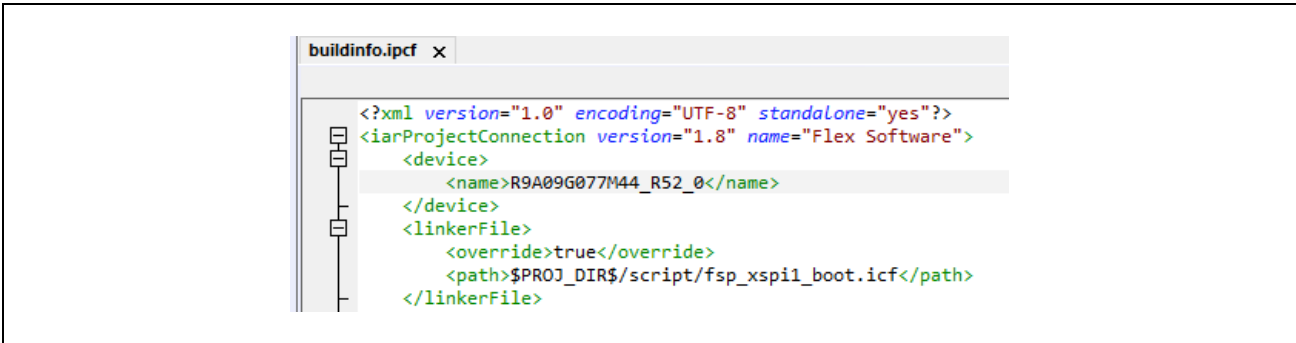 buildinfo.ipcf ×
<?xml version="1.0" encoding="UTF-8" standalone="yes"?>
<iarProjectConnection version="1.8" name="Flex Software">
<device>
<name>R9A09G077M44_R52_0</name>
</device>
<linkerFile>
<override>true</override>
<path>$PROJ_DIR$/script/fsp_xspi1_boot.icf</path>
</linkerFile>